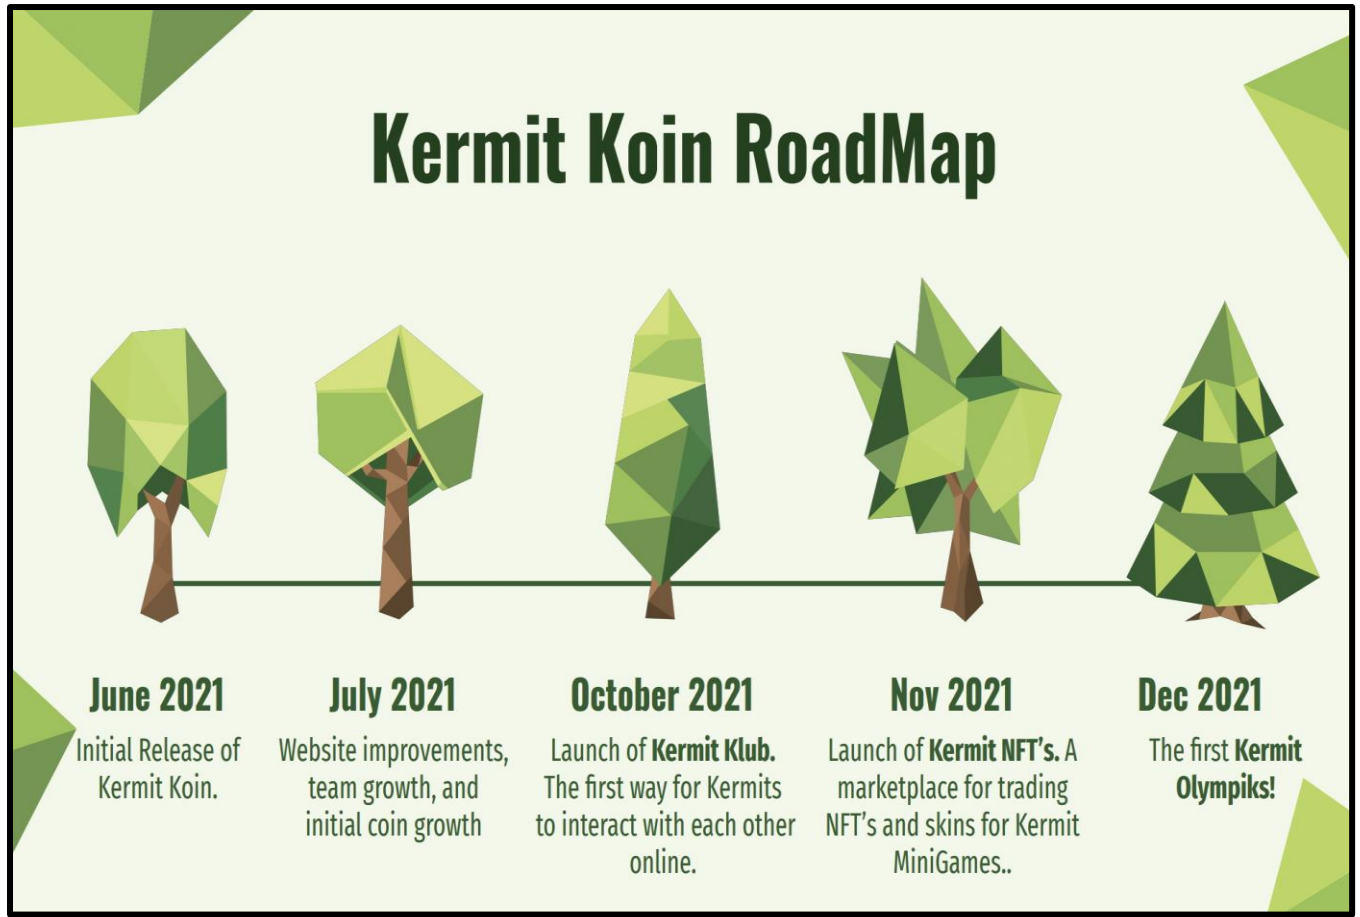 Kermit Koin RoadMap
June 2021
Initial Release of
Kermit Koin.
July 2021
Website improvements,
team growth, and
initial coin growth
October 2021
Launch of Kermit Klub.
The first way for Kermits
to interact with each other
online.
Nov 2021
Launch of Kermit NFT's. A
marketplace for trading
NFT's and skins for Kermit
MiniGames..
Dec 2021
The first Kermit
Olympiks!